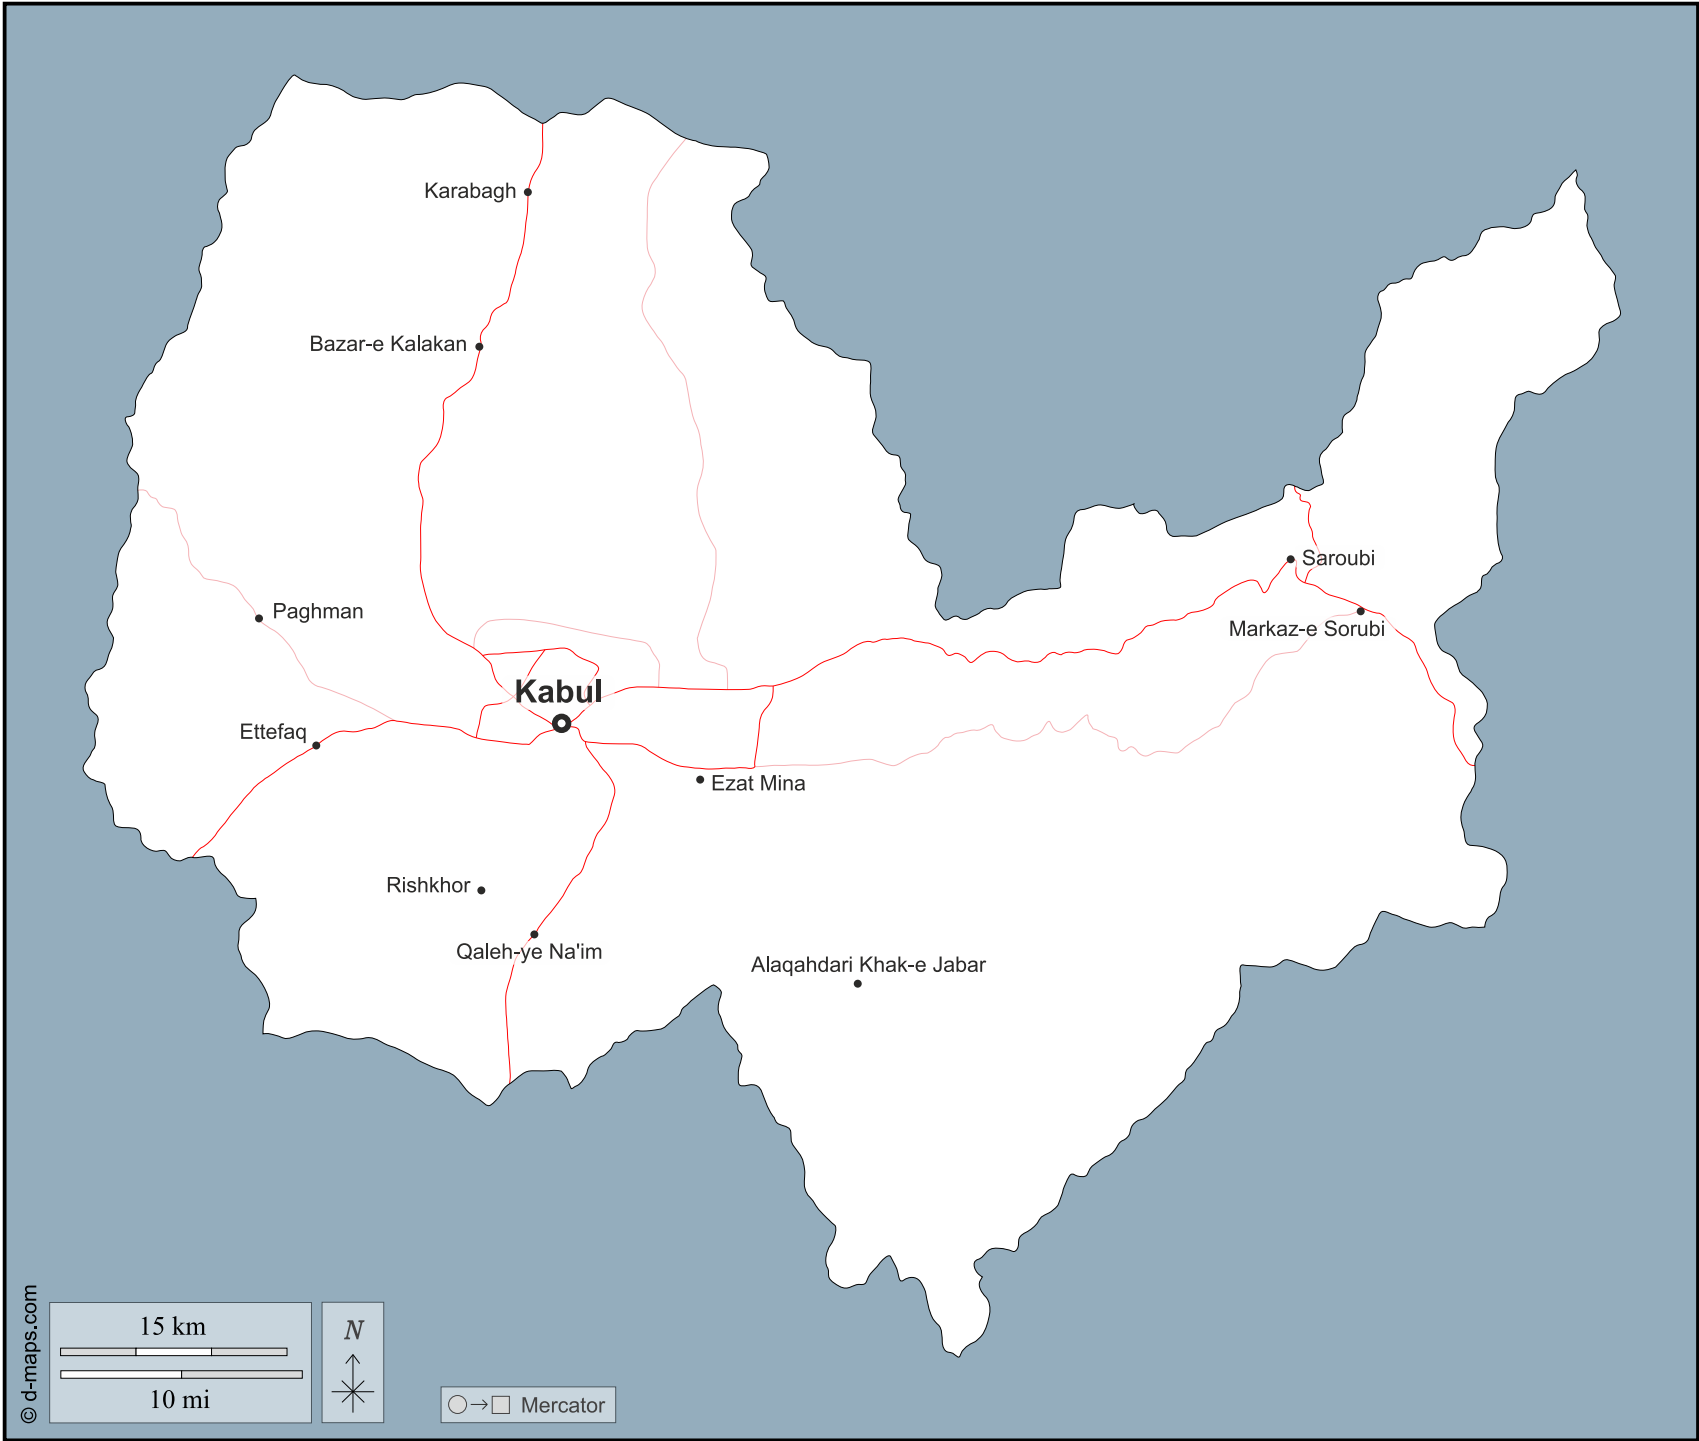 Karabagh
Bazar-e Kalakan
Saroubi
Paghman
Markaz-e Sorubi
Kabul
Ettefaq
Ezat Mina
Rishkhor
Qaleh-ye Na'im
Alaqahdari Khak-e Jabar
© d-maps.com
15 km
10 mi
N
Mercator